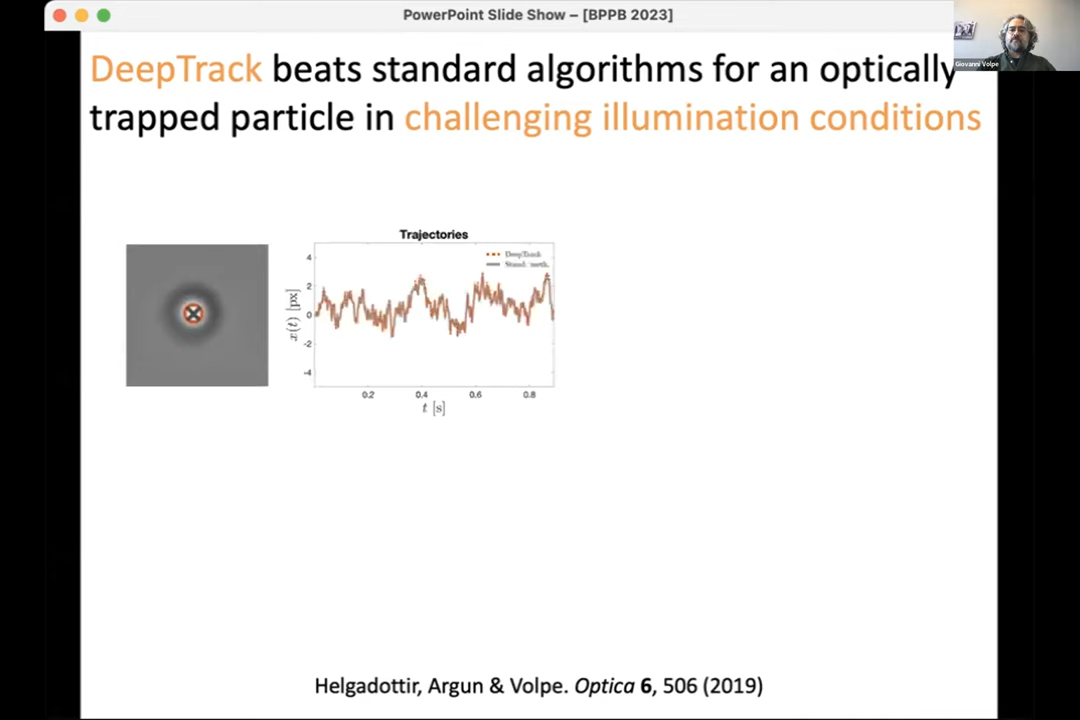 PowerPoint Slide Show – [BPPB 2023]
Giovanni Volpe
DeepTrack beats standard algorithms for an optically
trapped particle in challenging illumination conditions
Trajectories
DeepTrack
Stand. meth.
x(t) [px]
4
2
0
-2
-4
0.2 0.4 0.6 0.8
t [s]
Helgadottir, Argun & Volpe. Optica 6, 506 (2019)